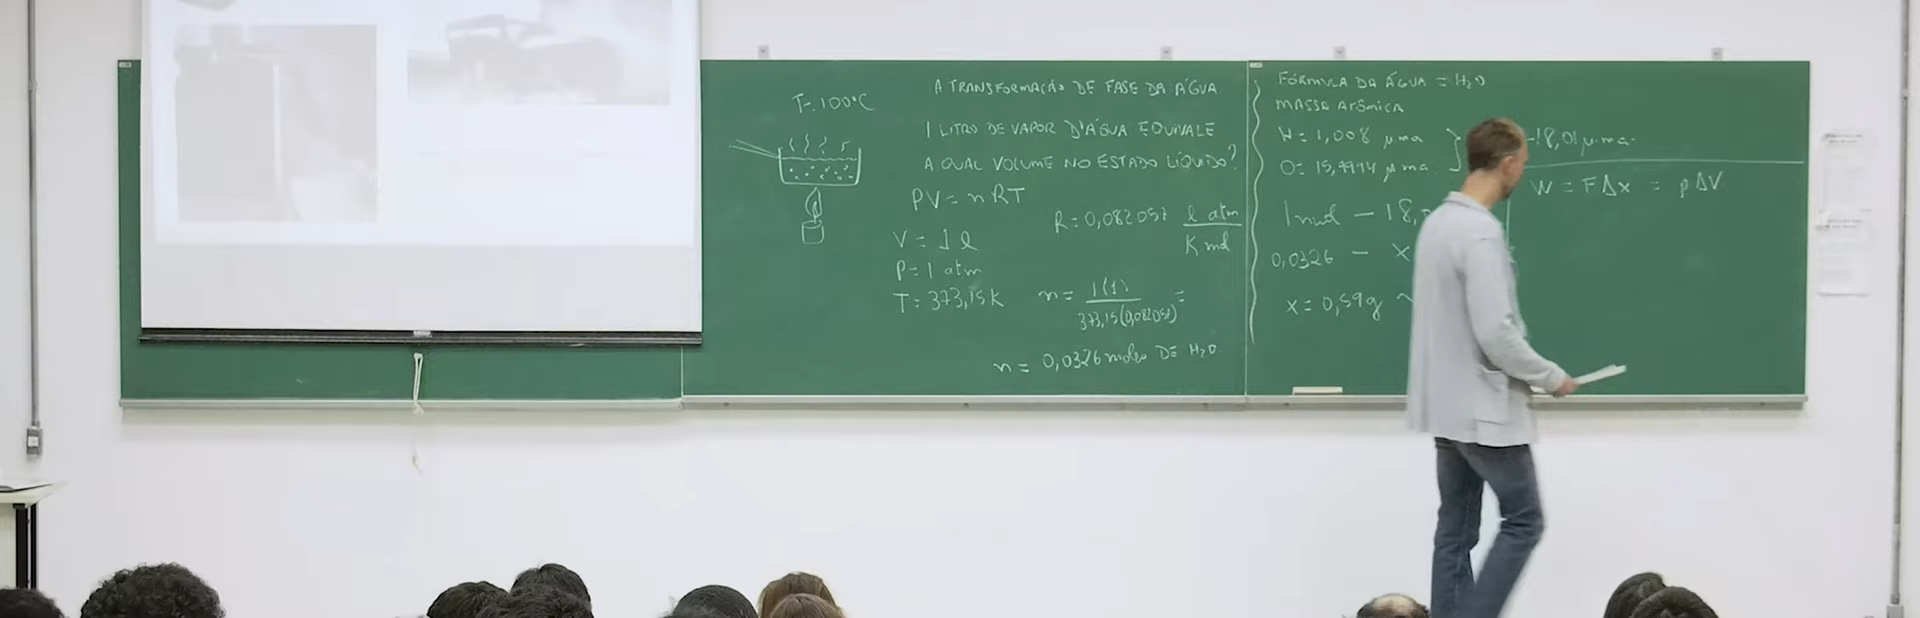 T=100°C
A TRANSFORMAÇÃO DE FASE DA ÁGUA
1 LITRO DE VAPOR D'ÁGUA EQUIVALE
A QUAL VOLUME NO ESTADO LÍQUIDO?
PV = nRT
R = 0,082057 l atm / K mol
V = 1 l
P = 1 atm
T = 373,15 K
n = 1(1) / 373,15(0,082057) =
n = 0,0326 moles DE H₂O
FÓRMULA DA ÁGUA = H₂O
MASSA ATÔMICA
H = 1,008 μma
O = 15,9994 μma
= 18,01 μma
1 mol — 18,
0,0326 — X
x = 0,59g ~
W = FΔx = pΔV